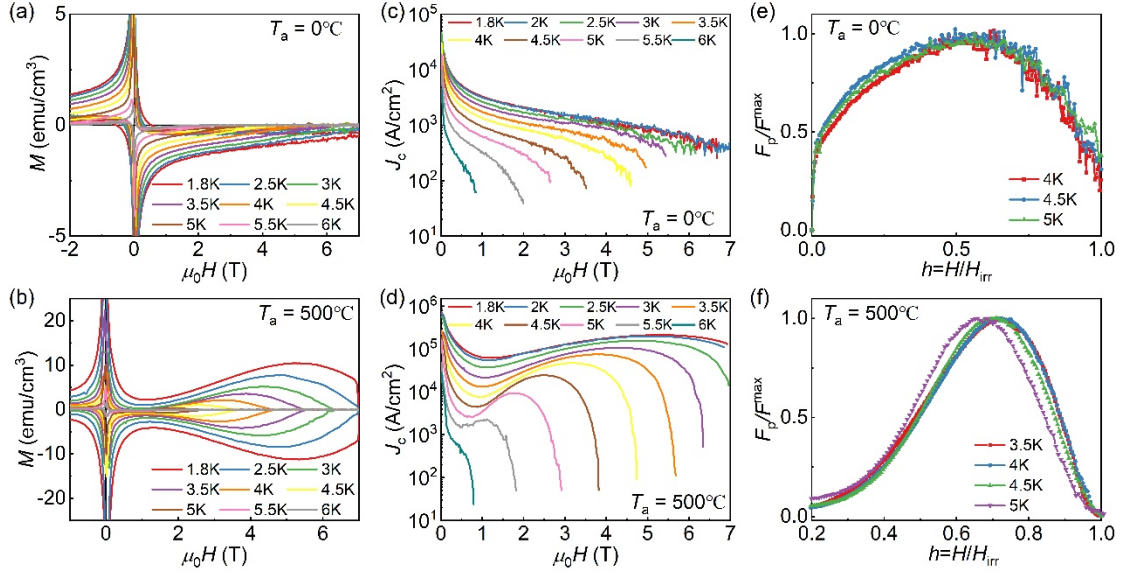 (a)
Tₐ = 0℃
M (emu/cm³)
5
0
-5
1.8K 2.5K 3K
3.5K 4K 4.5K
5K 5.5K 6K
-2 0 2 4 6
μ₀H (T)
(c)
10⁵
10⁴
10³
10²
10¹
J_c (A/cm²)
1.8K 2K 2.5K 3K 3.5K
4K 4.5K 5K 5.5K 6K
Tₐ = 0℃
0 1 2 3 4 5 6 7
μ₀H (T)
(e)
Tₐ = 0℃
F_p/F^max
1.0
0.5
1.0
4K
4.5K
5K
0.0 0.5 1.0
h=H/H_irr
(b)
Tₐ = 500℃
M (emu/cm³)
20
10
0
-10
-20
1.8K 2.5K 3K
3.5K 4K 4.5K
5K 5.5K 6K
0 2 4 6
μ₀H (T)
(d)
10⁶
10⁵
10⁴
10³
10²
10¹
J_c (A/cm²)
1.8K 2K 2.5K 3K 3.5K
4K 4.5K 5K 5.5K 6K
Tₐ = 500℃
0 1 2 3 4 5 6 7
μ₀H (T)
(f)
Tₐ = 500℃
F_p/F^max
1.0
0.5
0.0
3.5K
4K
4.5K
5K
0.2 0.4 0.6 0.8 1.0
h=H/H_irr